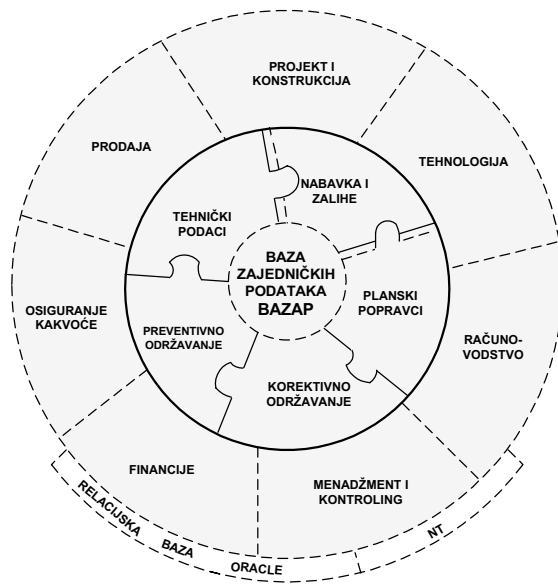 PROJEKT I
KONSTRUKCIJA
PRODAJA
TEHNOLOGIJA
NABAVKA I
ZALIHE
TEHNIČKI
PODACI
BAZA
ZAJEDNIČKIH
PODATAKA
BAZAP
PLANSKI
POPRAVCI
OSIGURANJE
KAKVOĆE
PREVENTIVNO
ODRŽAVANJE
RAČUNO-
VODSTVO
KOREKTIVNO
ODRŽAVANJE
FINANCIJE
MENADŽMENT I
KONTROLING
RELACIJSKA BAZA ORACLE
NT